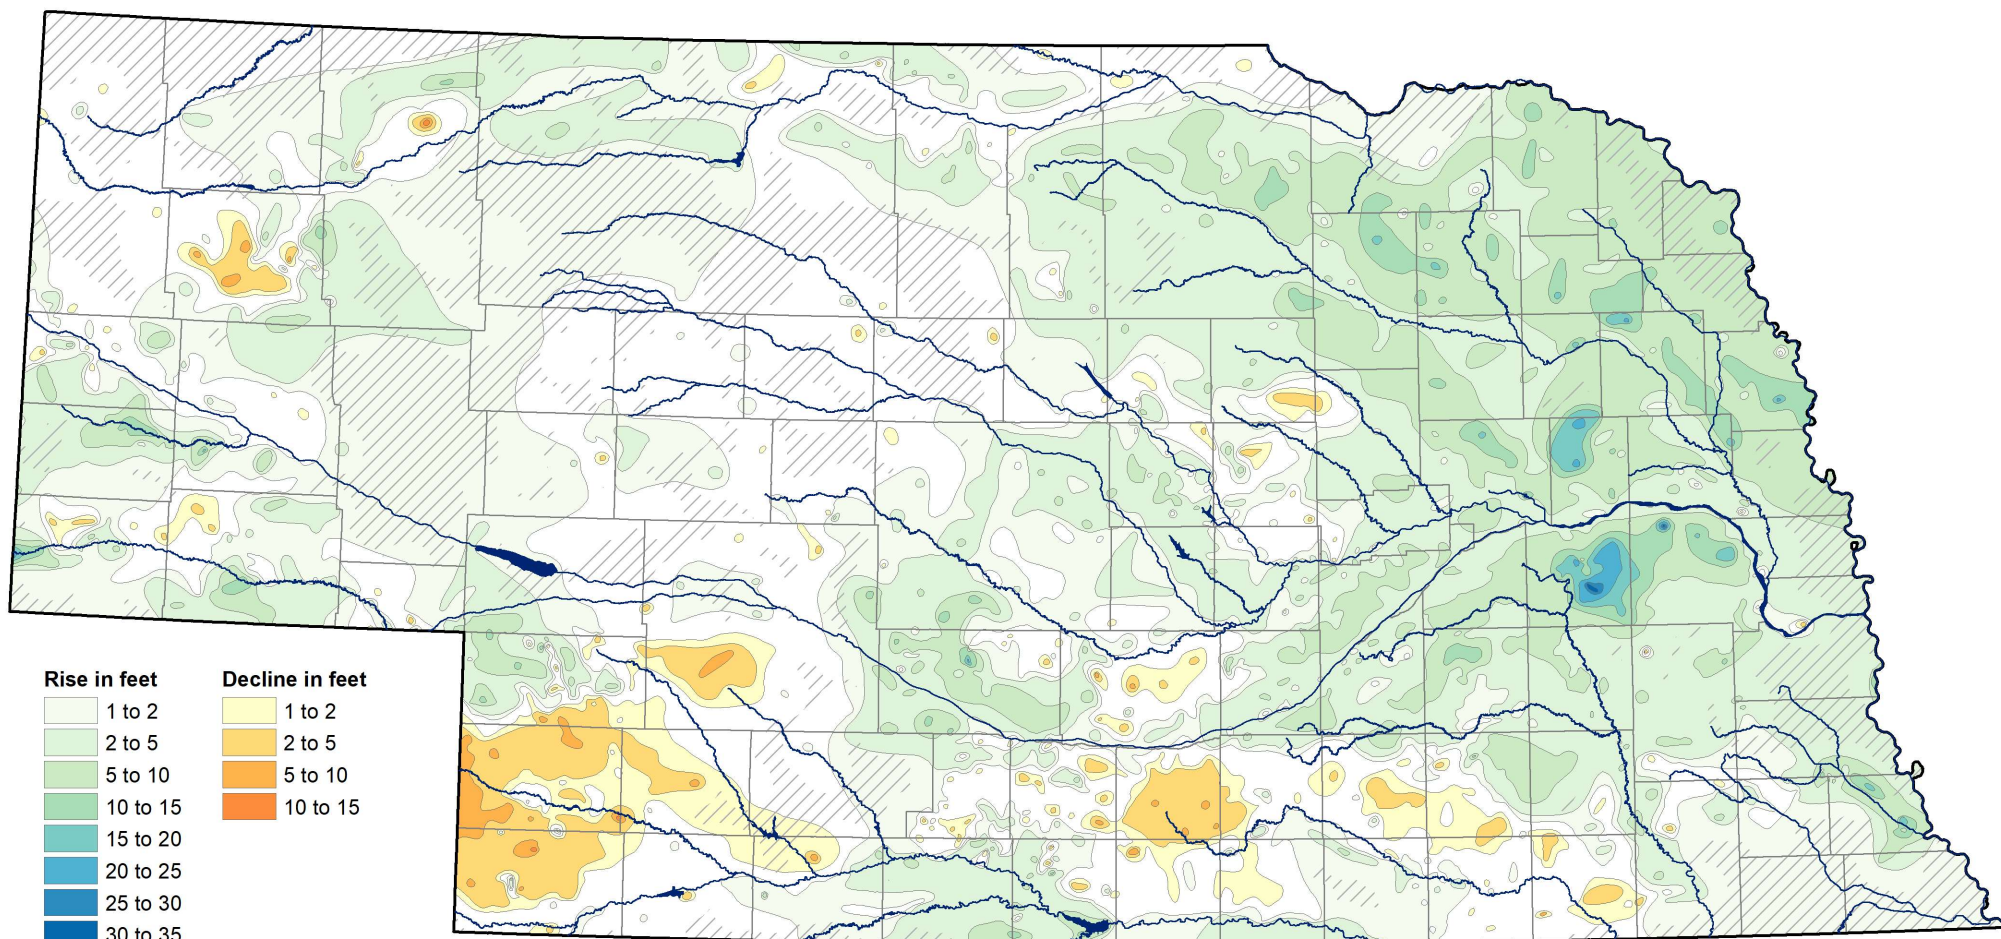 Rise in feet
1 to 2
2 to 5
5 to 10
10 to 15
15 to 20
20 to 25
25 to 30
30 to 35
Decline in feet
1 to 2
2 to 5
5 to 10
10 to 15